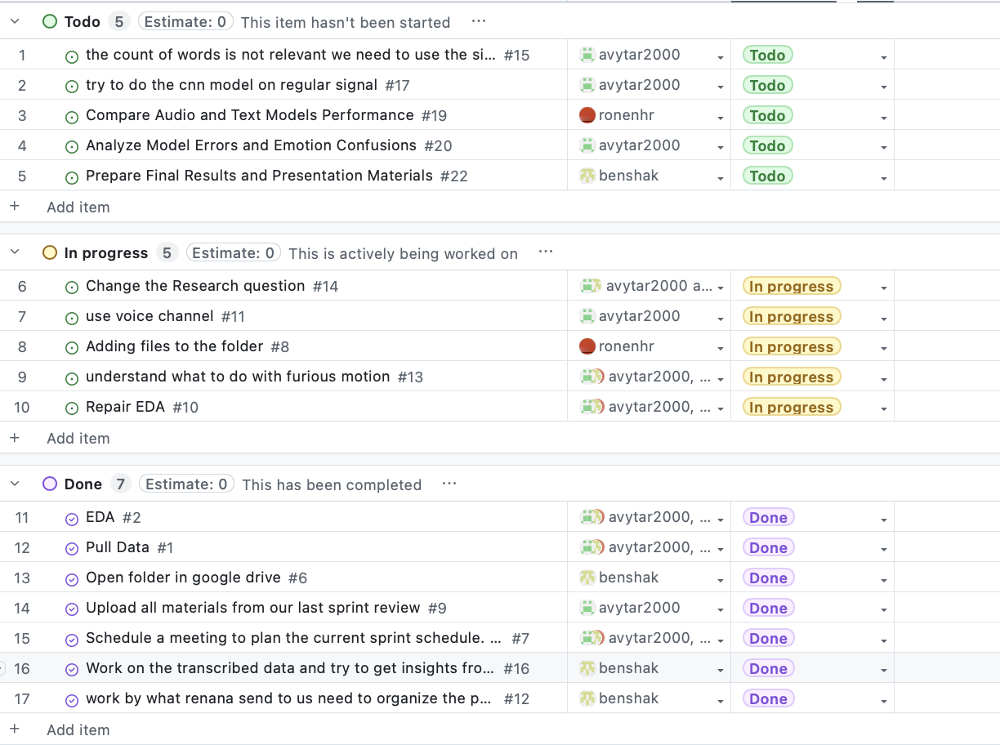 Todo 5 Estimate: 0 This item hasn't been started ...
1 the count of words is not relevant we need to use the si... #15 avytar2000 Todo
2 try to do the cnn model on regular signal #17 avytar2000 Todo
3 Compare Audio and Text Models Performance #19 ronenhr Todo
4 Analyze Model Errors and Emotion Confusions #20 avytar2000 Todo
5 Prepare Final Results and Presentation Materials #22 benshak Todo
+ Add item
In progress 5 Estimate: 0 This is actively being worked on ...
6 Change the Research question #14 avytar2000 a... In progress
7 use voice channel #11 avytar2000 In progress
8 Adding files to the folder #8 ronenhr In progress
9 understand what to do with furious motion #13 avytar2000, ... In progress
10 Repair EDA #10 avytar2000, ... In progress
+ Add item
Done 7 Estimate: 0 This has been completed ...
11 EDA #2 avytar2000, ... Done
12 Pull Data #1 avytar2000, ... Done
13 Open folder in google drive #6 benshak Done
14 Upload all materials from our last sprint review #9 avytar2000 Done
15 Schedule a meeting to plan the current sprint schedule. ... #7 avytar2000, ... Done
16 Work on the transcribed data and try to get insights fro... #16 benshak Done
17 work by what renana send to us need to organize the p... #12 benshak Done
+ Add item